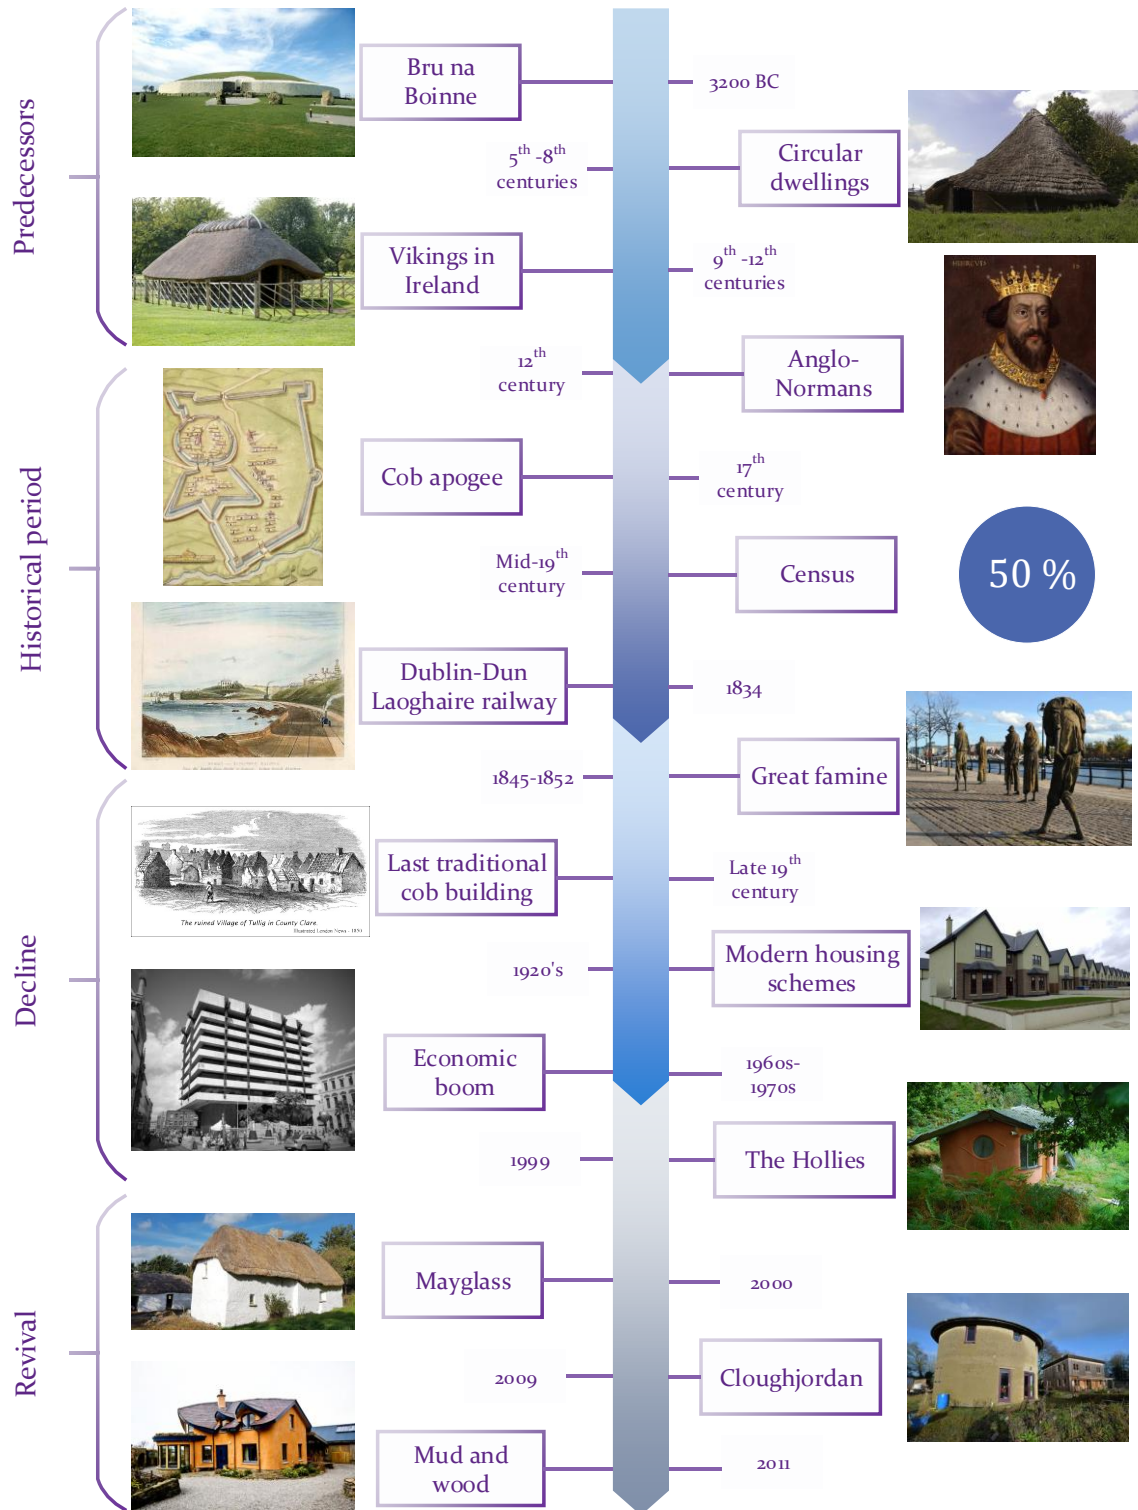 Predecessors
Bru na
Boinne
3200 BC
5th -8th
centuries
Circular
dwellings
Vikings in
Ireland
9th -12th
centuries
12th
century
Anglo-
Normans
Historical period
Cob apogee
17th
century
Mid-19th
century
Census
50 %
Dublin-Dun
Laoghaire railway
1834
1845-1852
Great famine
Decline
The ruined Village of Tullig in County Clare.
Illustrated London News - 1850
Last traditional
cob building
Late 19th
century
1920's
Modern housing
schemes
Economic
boom
1960s-
1970s
1999
The Hollies
Revival
Mayglass
2000
2009
Cloughjordan
Mud and
wood
2011